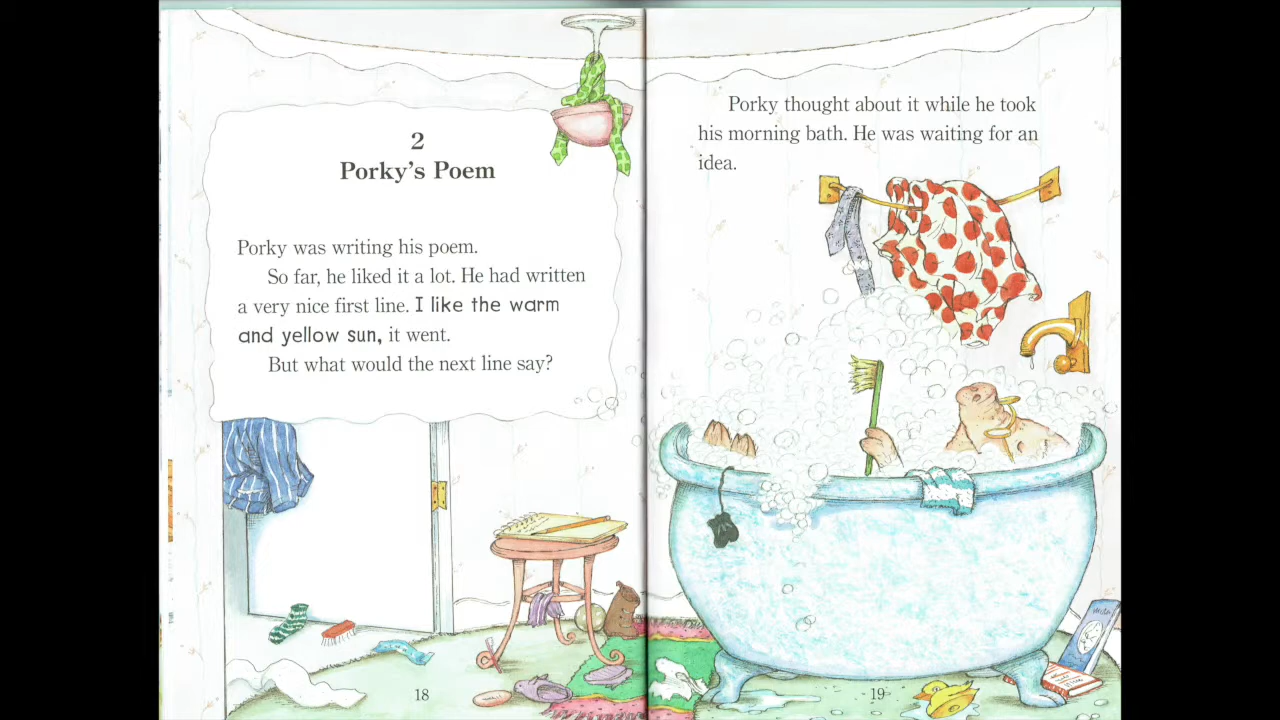 2
Porky's Poem
Porky was writing his poem.
So far, he liked it a lot. He had written
a very nice first line. I like the warm
and yellow sun, it went.
But what would the next line say?
18
Porky thought about it while he took
his morning bath. He was waiting for an
idea.
19